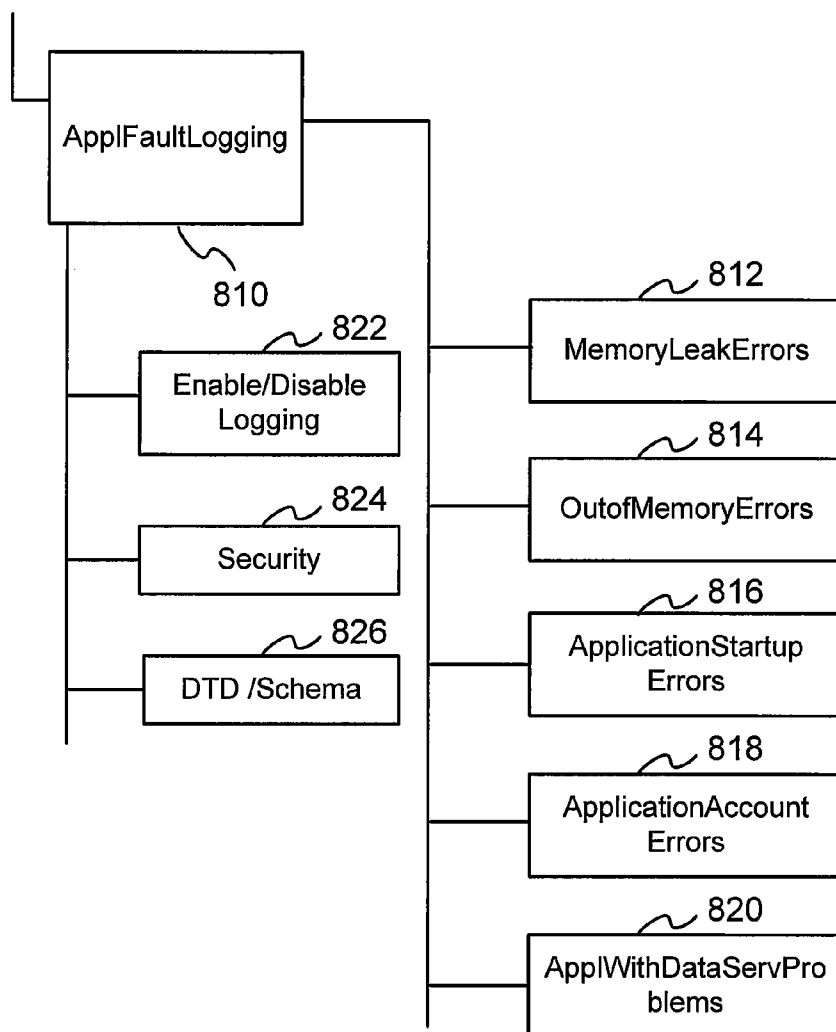 ApplFaultLogging
810
822
Enable/Disable
Logging
824
Security
826
DTD /Schema
812
MemoryLeakErrors
814
OutofMemoryErrors
816
ApplicationStartup
Errors
818
ApplicationAccount
Errors
820
ApplWithDataServPro
blems